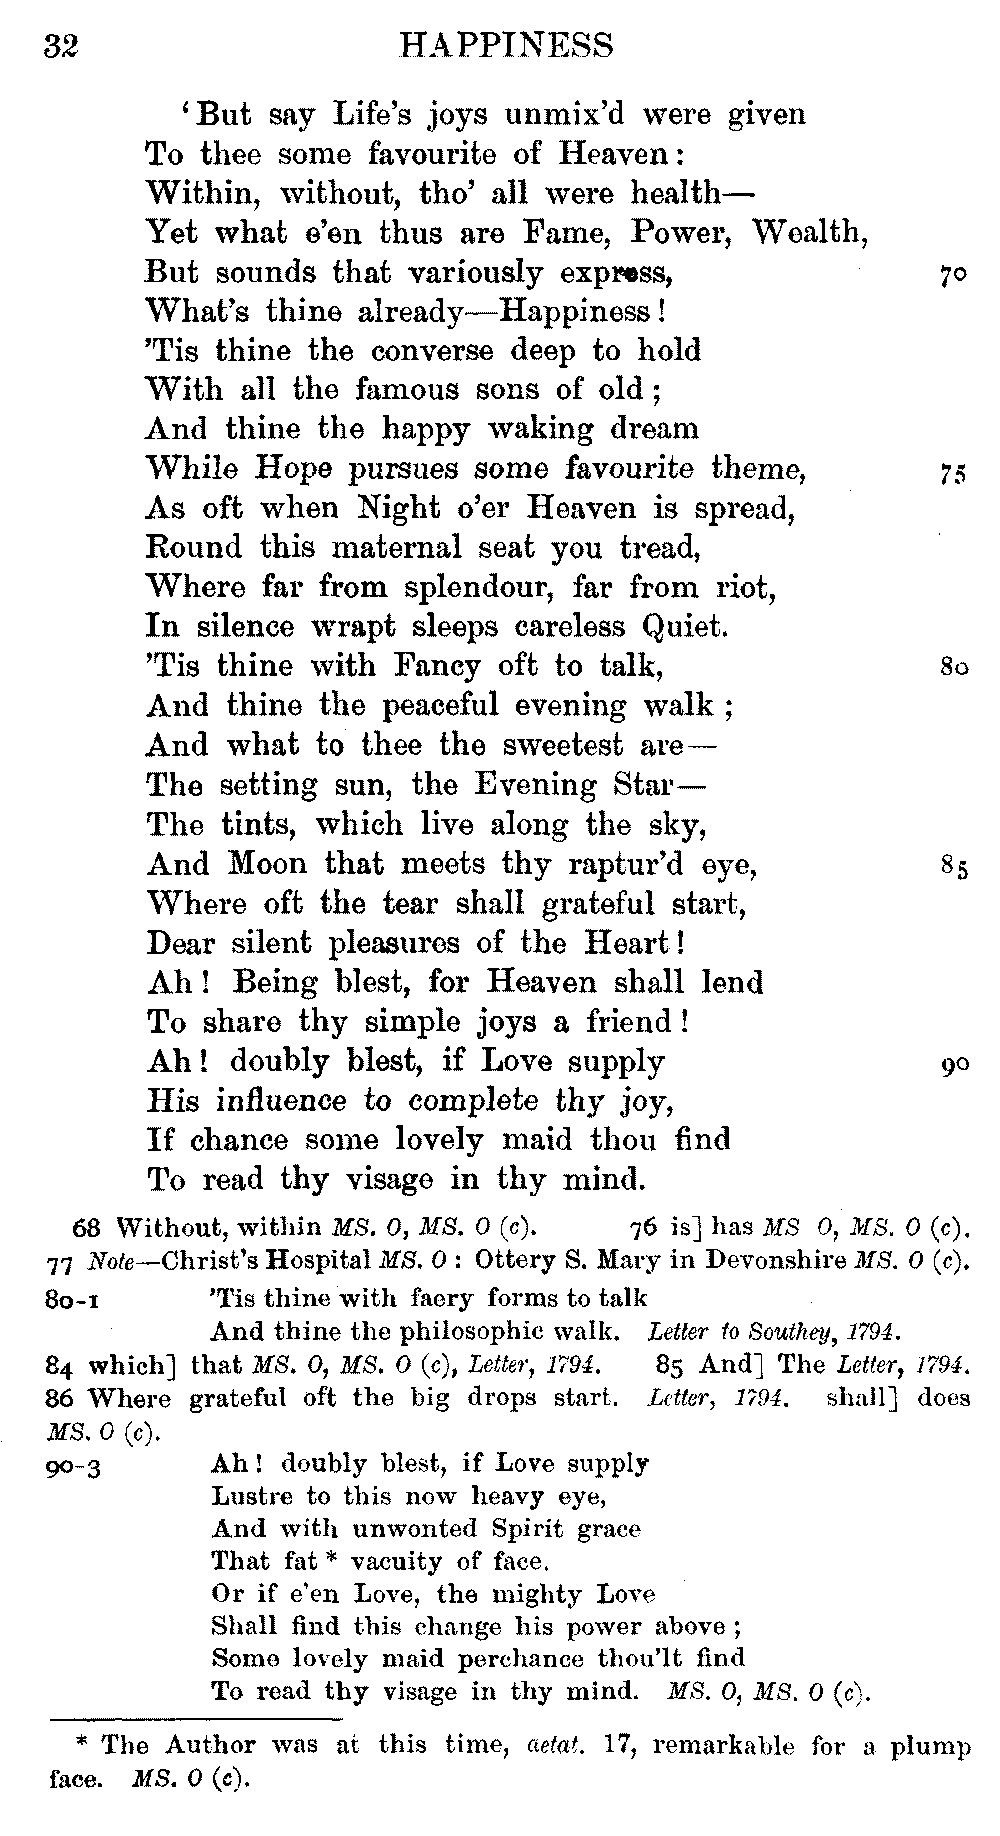 32 HAPPINESS
‘But say Life’s joys unmix’d were given
To thee some favourite of Heaven:
Within, without, tho’ all were health—
Yet what e’en thus are Fame, Power, Wealth,
But sounds that variously express, 70
What’s thine already—Happiness!
’Tis thine the converse deep to hold
With all the famous sons of old;
And thine the happy waking dream
While Hope pursues some favourite theme, 75
As oft when Night o’er Heaven is spread,
Round this maternal seat you tread,
Where far from splendour, far from riot,
In silence wrapt sleeps careless Quiet.
’Tis thine with Fancy oft to talk, 80
And thine the peaceful evening walk;
And what to thee the sweetest are—
The setting sun, the Evening Star—
The tints, which live along the sky,
And Moon that meets thy raptur’d eye, 85
Where oft the tear shall grateful start,
Dear silent pleasures of the Heart!
Ah! Being blest, for Heaven shall lend
To share thy simple joys a friend!
Ah! doubly blest, if Love supply 90
His influence to complete thy joy,
If chance some lovely maid thou find
To read thy visage in thy mind.
68 Without, within MS. O, MS. O (c). 76 is] has MS O, MS. O (c).
77 Note—Christ’s Hospital MS. O: Ottery S. Mary in Devonshire MS. O (c).
80-1 ’Tis thine with faery forms to talk
And thine the philosophic walk. Letter to Southey, 1794.
84 which] that MS. O, MS. O (c), Letter, 1794. 85 And] The Letter, 1794.
86 Where grateful oft the big drops start. Letter, 1794. shall] does
MS. O (c).
90-3 Ah! doubly blest, if Love supply
Lustre to this now heavy eye,
And with unwonted Spirit grace
That fat * vacuity of face.
Or if e’en Love, the mighty Love
Shall find this change his power above;
Some lovely maid perchance thou’lt find
To read thy visage in thy mind. MS. O, MS. O (c).
* The Author was at this time, aetat. 17, remarkable for a plump
face. MS. O (c).